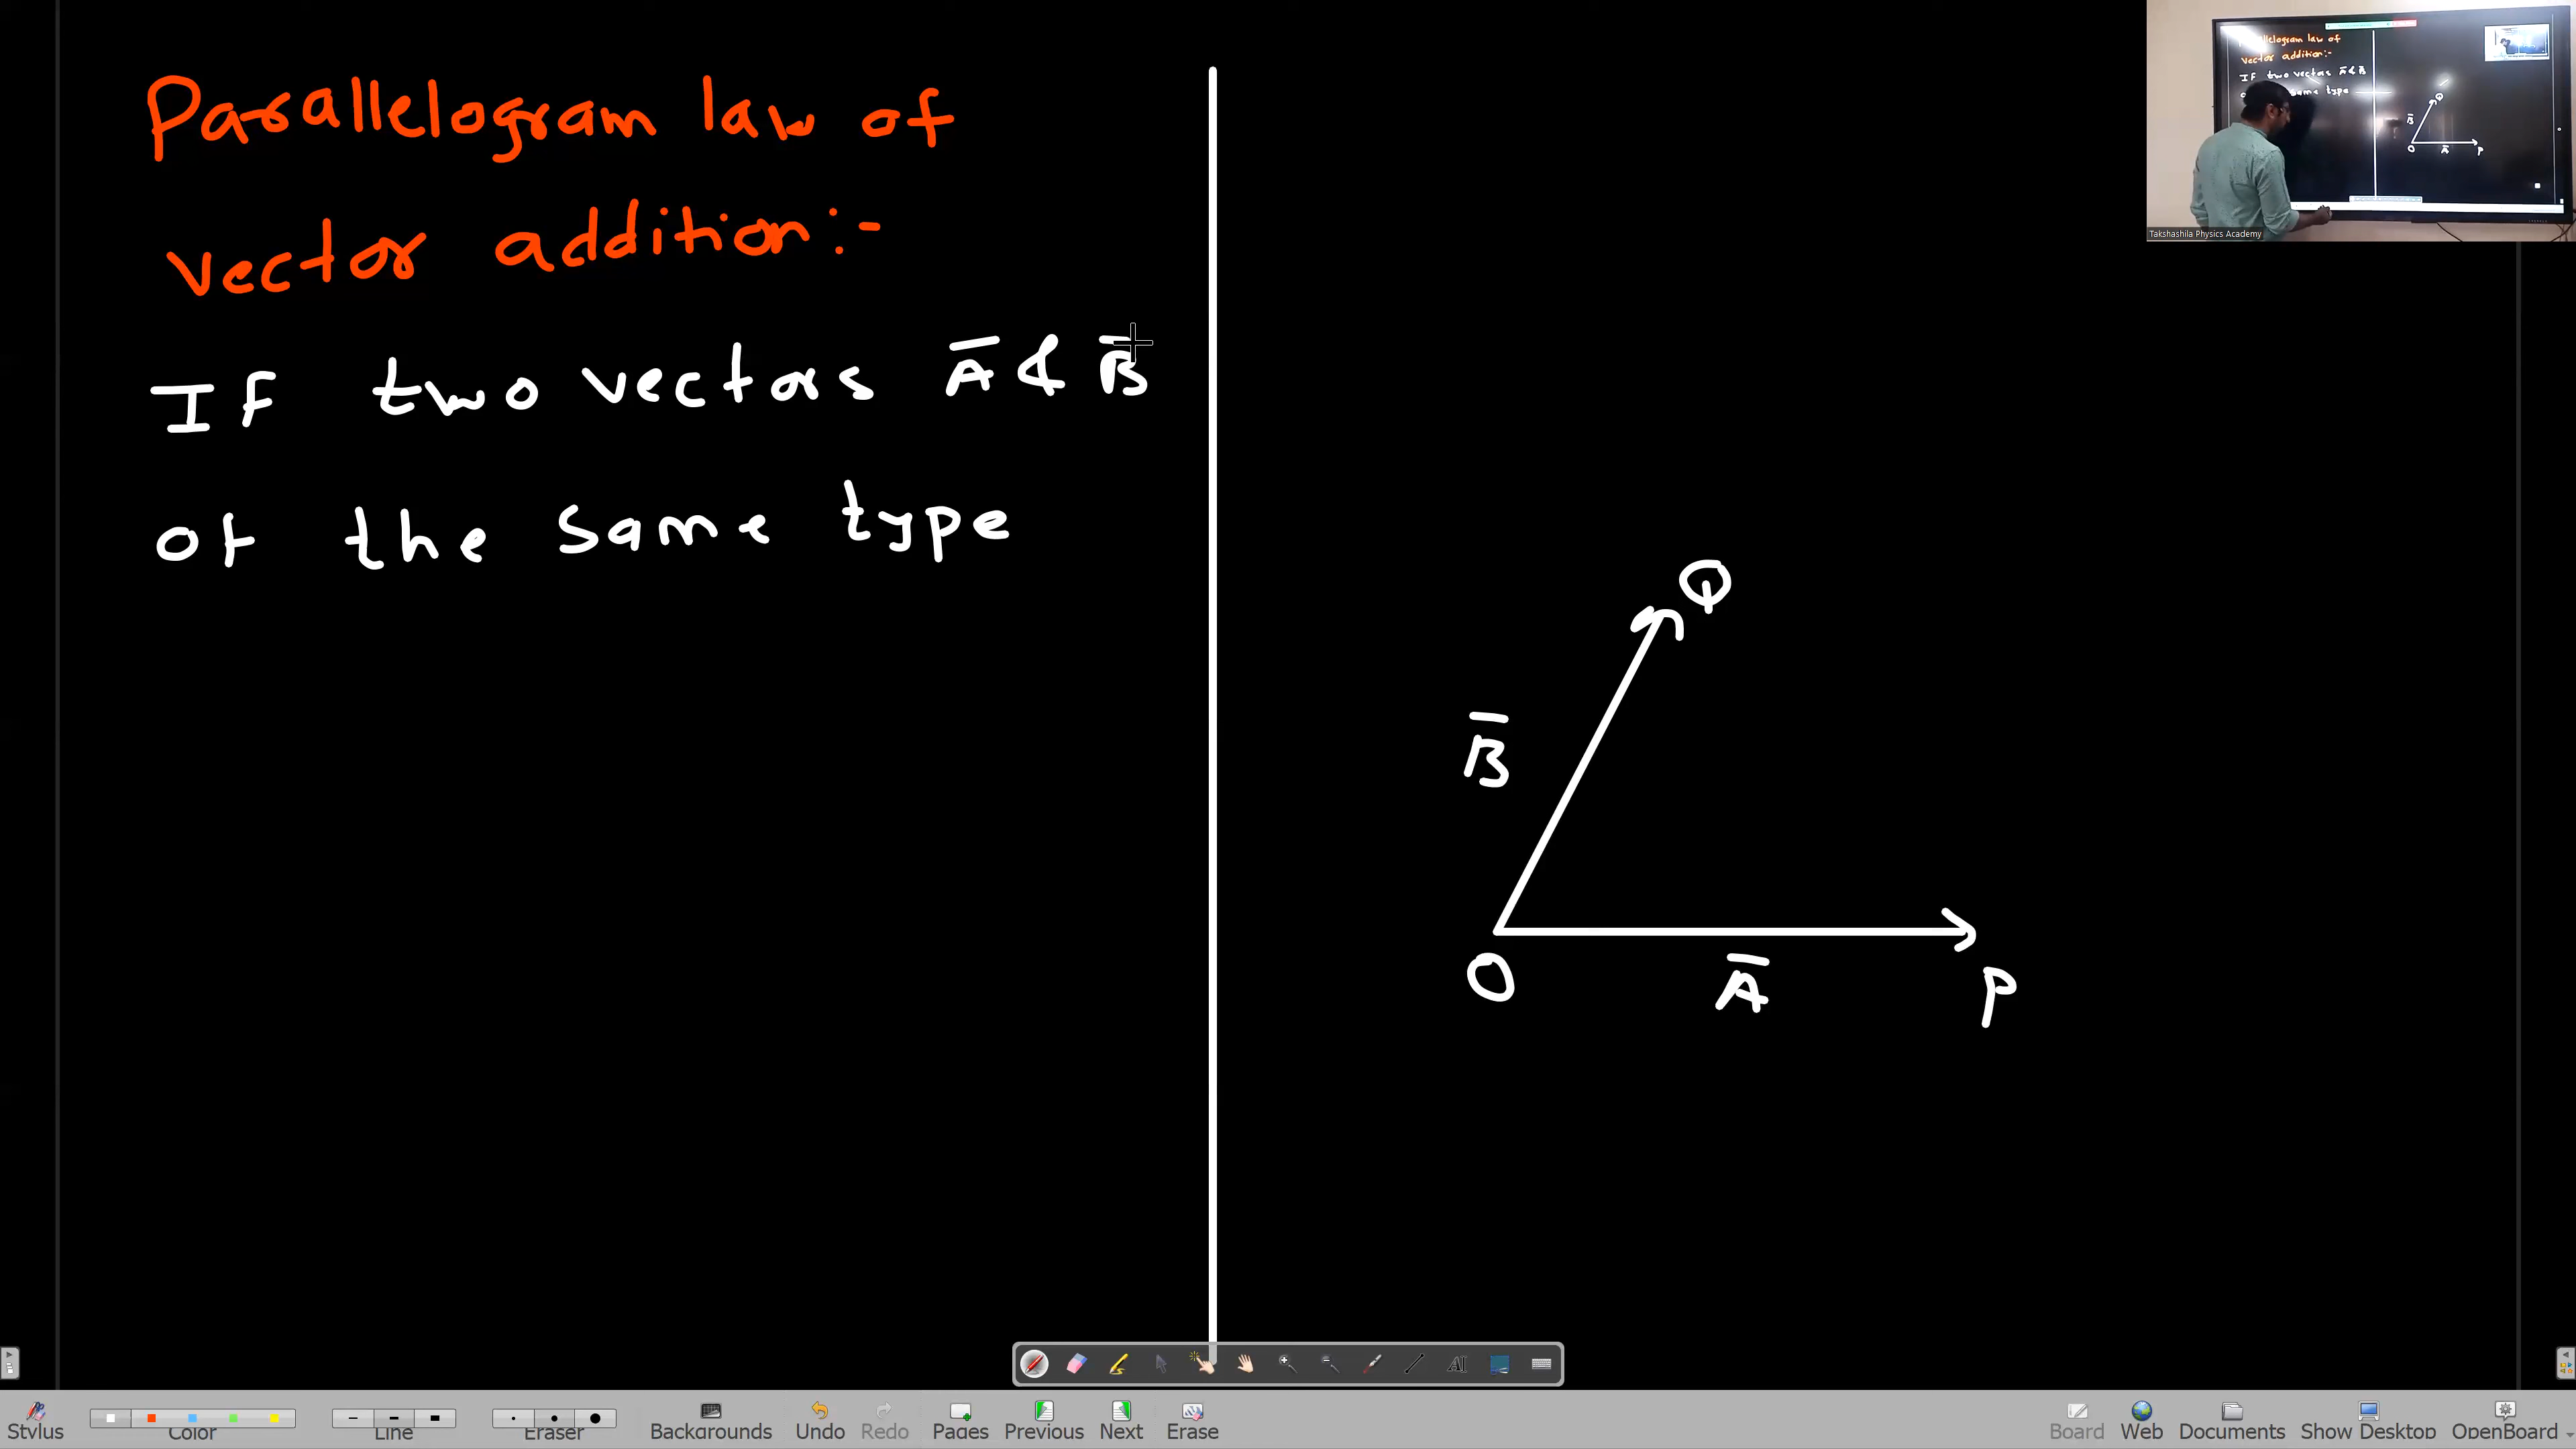 Parallelogram law of
vector addition:-
If two vectors A̅ & B̅
of the same type
Q
B̅
O
A̅
P
Takshashila Physics Academy
Stylus
Color
Line
Eraser
Backgrounds
Undo
Redo
Pages
Previous
Next
Erase
Board
Web
Documents
Show Desktop
OpenBoard